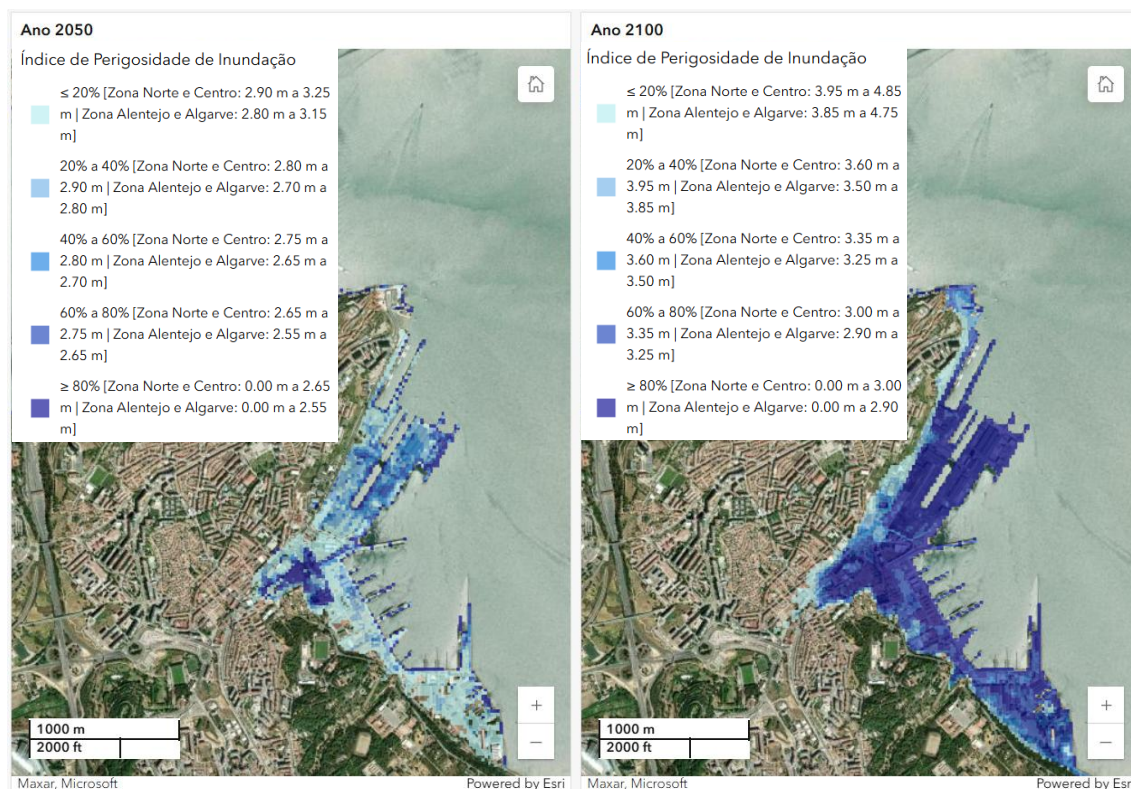 Ano 2050
Índice de Perigosidade de Inundação
≤ 20% [Zona Norte e Centro: 2.90 m a 3.25
m | Zona Alentejo e Algarve: 2.80 m a 3.15
m]
20% a 40% [Zona Norte e Centro: 2.80 m a
2.90 m | Zona Alentejo e Algarve: 2.70 m a
2.80 m]
40% a 60% [Zona Norte e Centro: 2.75 m a
2.80 m | Zona Alentejo e Algarve: 2.65 m a
2.70 m]
60% a 80% [Zona Norte e Centro: 2.65 m a
2.75 m | Zona Alentejo e Algarve: 2.55 m a
2.65 m]
≥ 80% [Zona Norte e Centro: 0.00 m a 2.65
m | Zona Alentejo e Algarve: 0.00 m a 2.55
m]
1000 m
2000 ft
+
−
Maxar, Microsoft
Powered by Esri
Ano 2100
Índice de Perigosidade de Inundação
≤ 20% [Zona Norte e Centro: 3.95 m a 4.85
m | Zona Alentejo e Algarve: 3.85 m a 4.75
m]
20% a 40% [Zona Norte e Centro: 3.60 m a
3.95 m | Zona Alentejo e Algarve: 3.50 m a
3.85 m]
40% a 60% [Zona Norte e Centro: 3.35 m a
3.60 m | Zona Alentejo e Algarve: 3.25 m a
3.50 m]
60% a 80% [Zona Norte e Centro: 3.00 m a
3.35 m | Zona Alentejo e Algarve: 2.90 m a
3.25 m]
≥ 80% [Zona Norte e Centro: 0.00 m a 3.00
m | Zona Alentejo e Algarve: 0.00 m a 2.90
m]
1000 m
2000 ft
+
−
Maxar, Microsoft
Powered by Esri